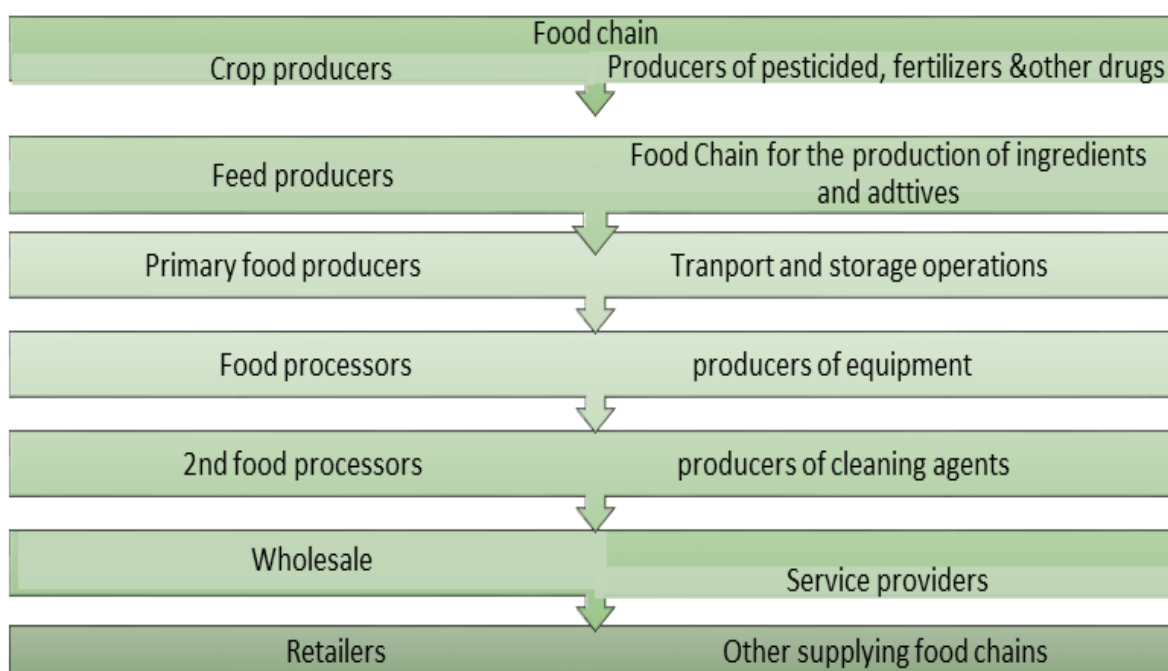 Food chain
Crop producers
Producers of pesticided, fertilizers &other drugs
Feed producers
Food Chain for the production of ingredients
and adttives
Primary food producers
Tranport and storage operations
Food processors
producers of equipment
2nd food processors
producers of cleaning agents
Wholesale
Service providers
Retailers
Other supplying food chains